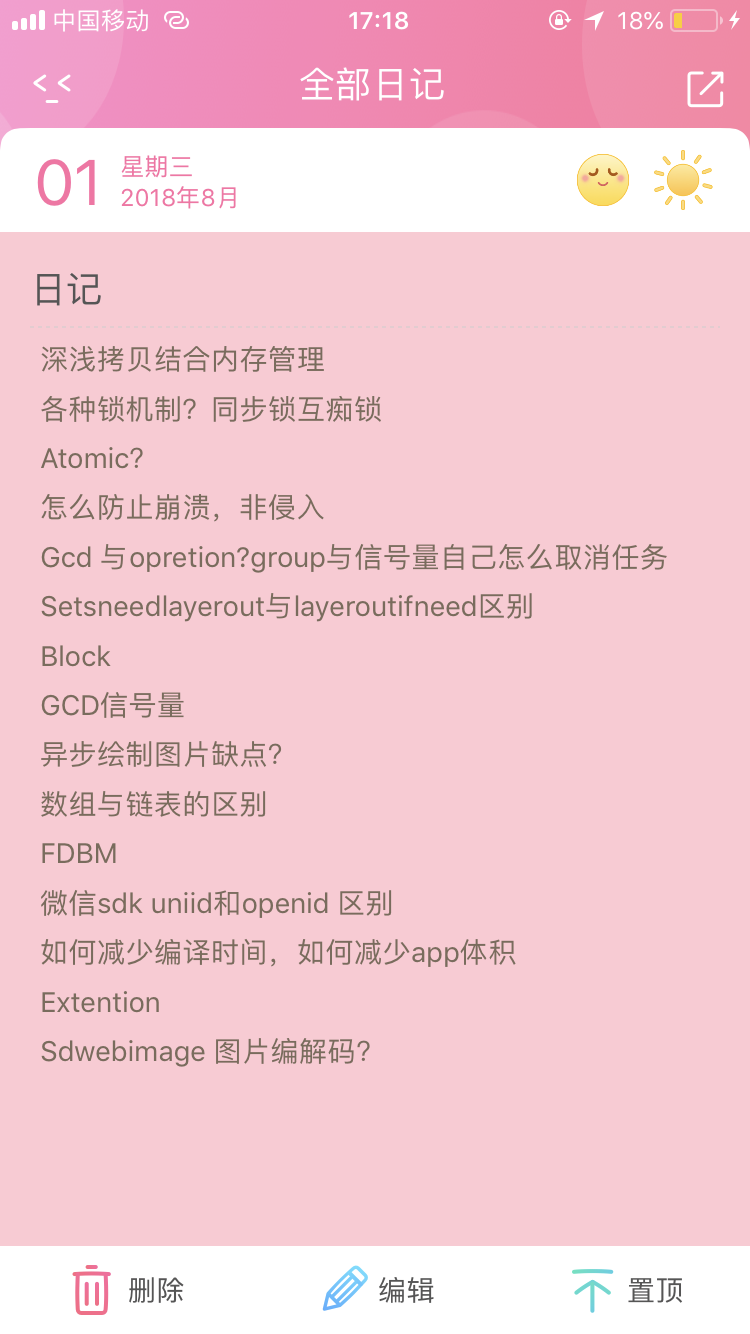 中国移动 17:18 18%
全部日记
01
星期三
2018年8月
日记
深浅拷贝结合内存管理
各种锁机制？同步锁互痴锁
Atomic?
怎么防止崩溃，非侵入
Gcd 与opretion?group与信号量自己怎么取消任务
Setsneedlayerout与layeroutifneed区别
Block
GCD信号量
异步绘制图片缺点？
数组与链表的区别
FDBM
微信sdk uniid和openid 区别
如何减少编译时间，如何减少app体积
Extention
Sdwebimage 图片编解码？
删除 编辑 置顶